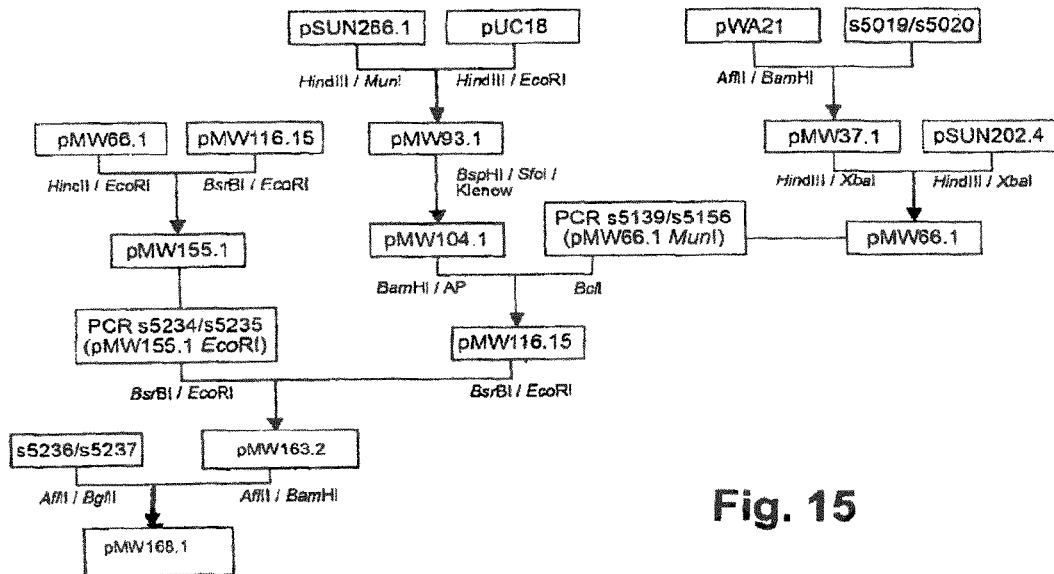 pSUN266.1 pUC18 pWA21 s5019/s5020
HindIII / MunI HindIII / EcoRI AflII / BamHI
pMW66.1 pMW116.15 pMW93.1 pMW37.1 pSUN202.4
HincII / EcoRI BsrBI / EcoRI BspHI / SfoI / HindIII / XbaI HindIII / XbaI
Klenow
pMW155.1 pMW104.1 PCR s5139/s5156 pMW66.1
(pMW66.1 MunI)
BamHI / AP BclI
PCR s5234/s5235 pMW116.15
(pMW155.1 EcoRI)
BsrBI / EcoRI BsrBI / EcoRI
s5236/s5237 pMW163.2
AflII / BglII AflII / BamHI
Fig. 15
pMW168.1